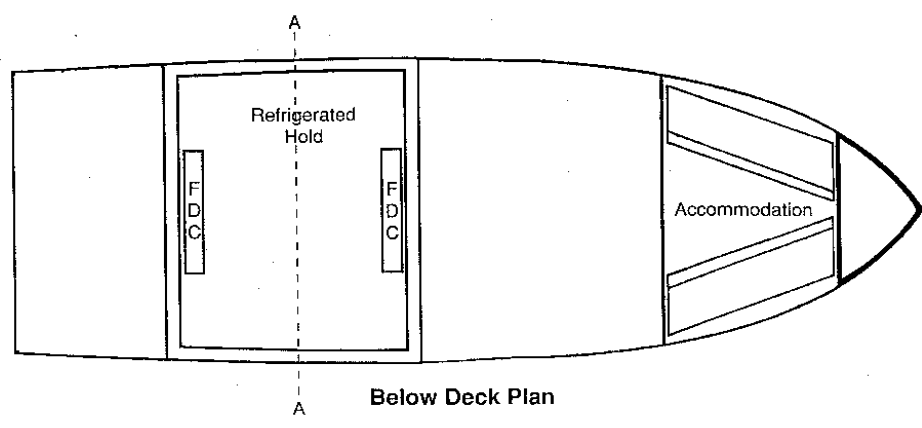 A
Refrigerated
Hold
F
D
C
F
D
C
Accommodation
A
Below Deck Plan